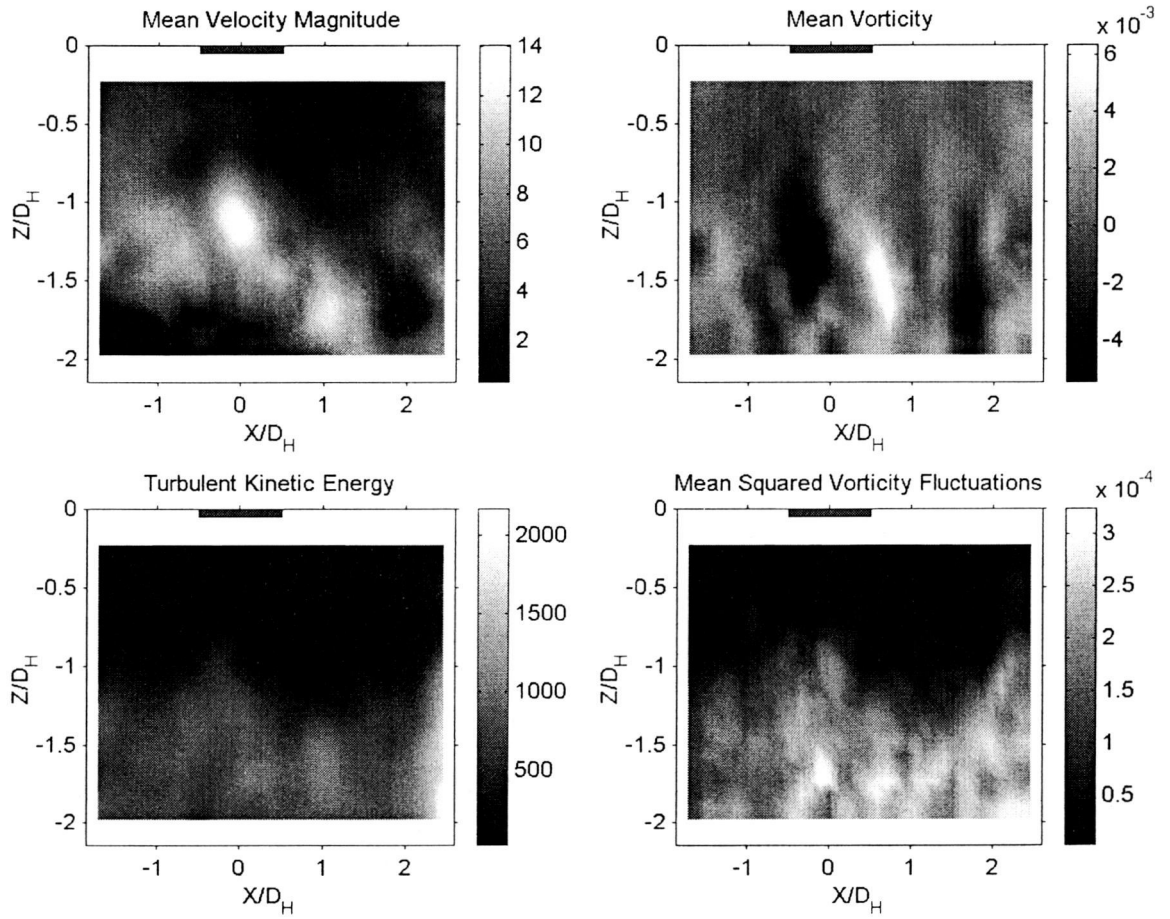 Mean Velocity Magnitude
0
-0.5
-1
-1.5
-2
Z/D_H
-1 0 1 2
X/D_H
14
12
10
8
6
4
2
Mean Vorticity
0
-0.5
-1
-1.5
-2
Z/D_H
-1 0 1 2
X/D_H
x 10^-3
6
4
2
0
-2
-4
Turbulent Kinetic Energy
0
-0.5
-1
-1.5
-2
Z/D_H
-1 0 1 2
X/D_H
2000
1500
1000
500
Mean Squared Vorticity Fluctuations
0
-0.5
-1
-1.5
-2
Z/D_H
-1 0 1 2
X/D_H
x 10^-4
3
2.5
2
1.5
1
0.5